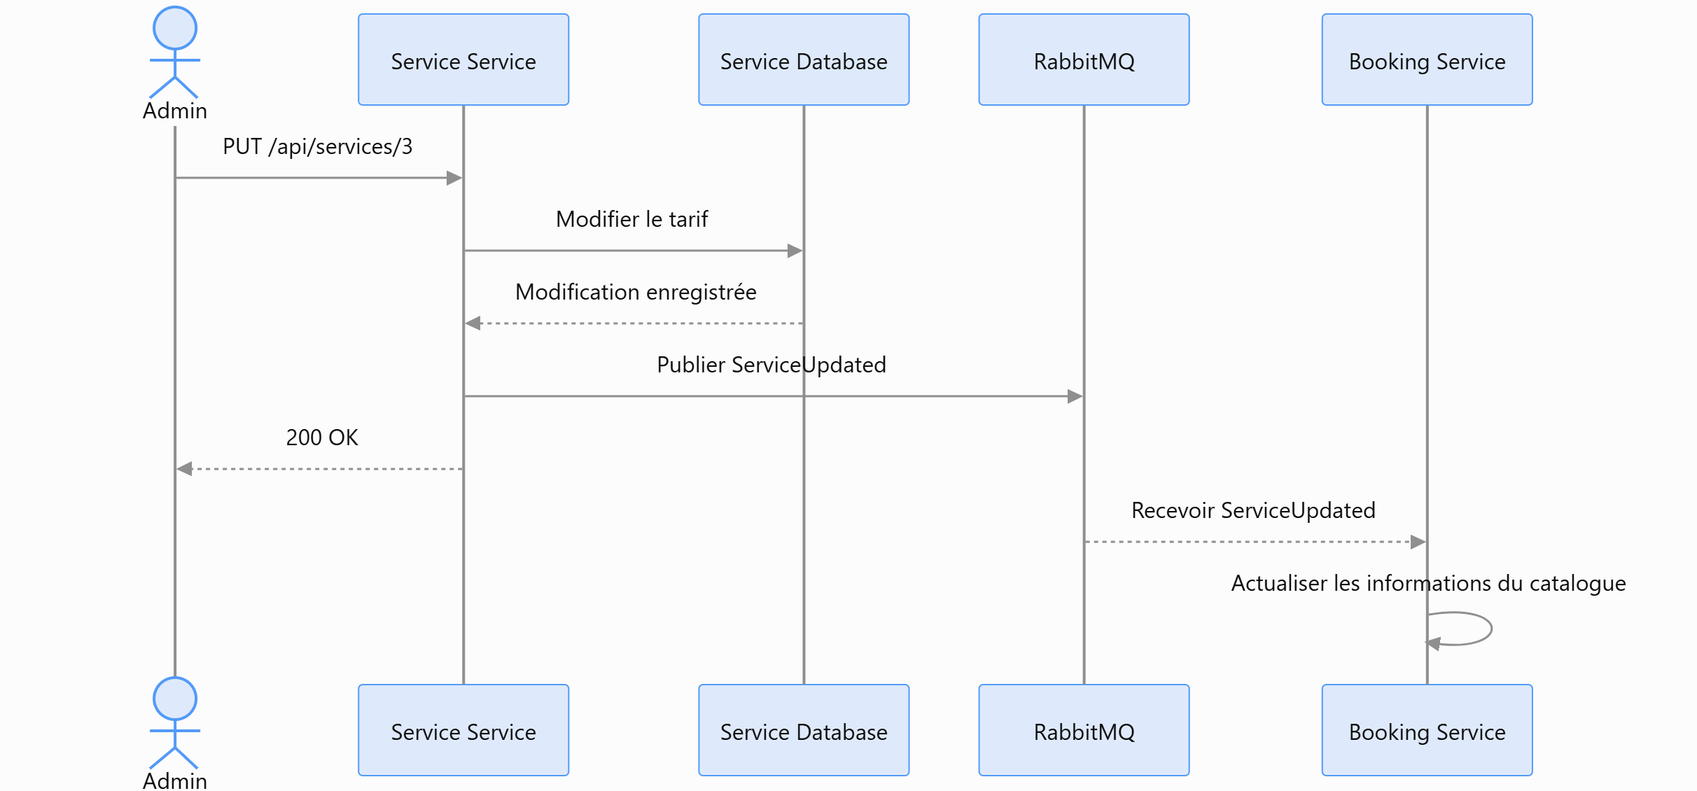 Admin
Service Service
Service Database
RabbitMQ
Booking Service
PUT /api/services/3
Modifier le tarif
Modification enregistrée
Publier ServiceUpdated
200 OK
Recevoir ServiceUpdated
Actualiser les informations du catalogue
Admin
Service Service
Service Database
RabbitMQ
Booking Service